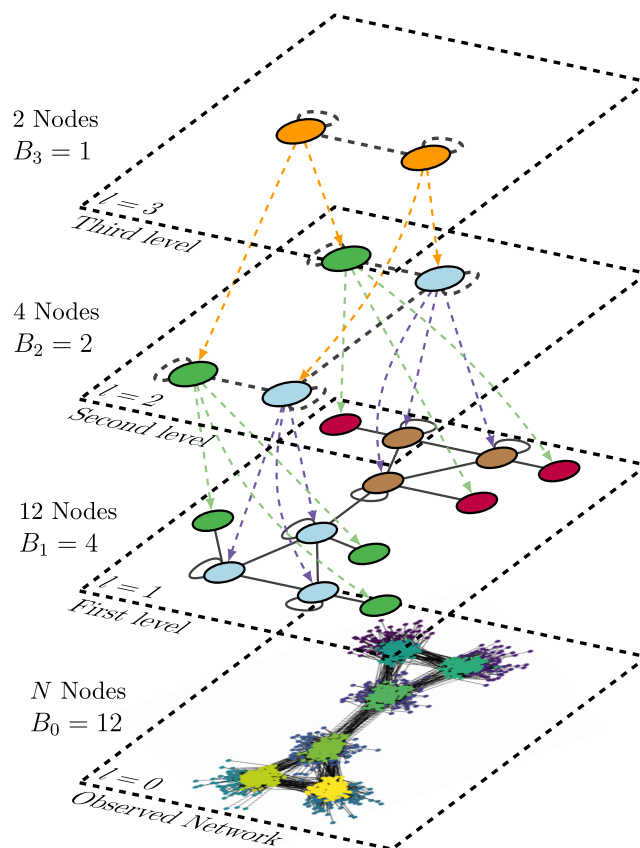 2 Nodes
B₃ = 1
l = 3
Third level
4 Nodes
B₂ = 2
l = 2
Second level
12 Nodes
B₁ = 4
l = 1
First level
N Nodes
B₀ = 12
l = 0
Observed Network